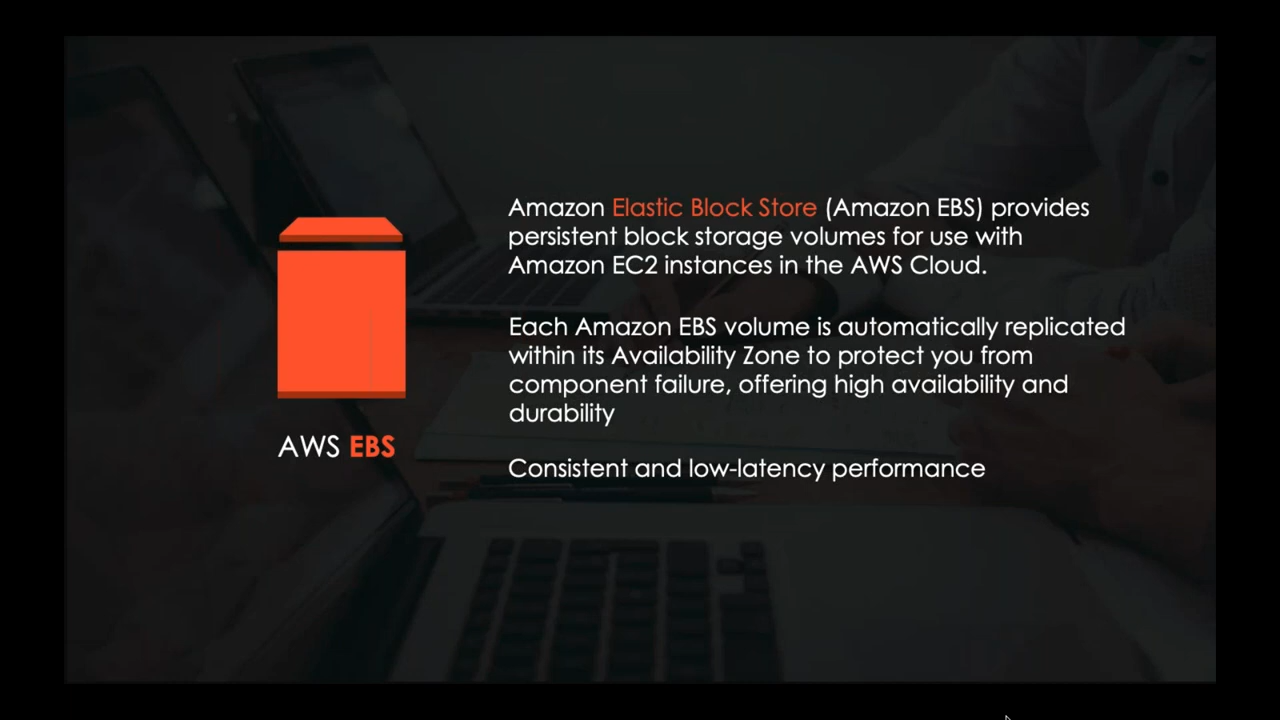 Amazon Elastic Block Store (Amazon EBS) provides
persistent block storage volumes for use with
Amazon EC2 instances in the AWS Cloud.
Each Amazon EBS volume is automatically replicated
within its Availability Zone to protect you from
component failure, offering high availability and
durability
AWS EBS
Consistent and low-latency performance